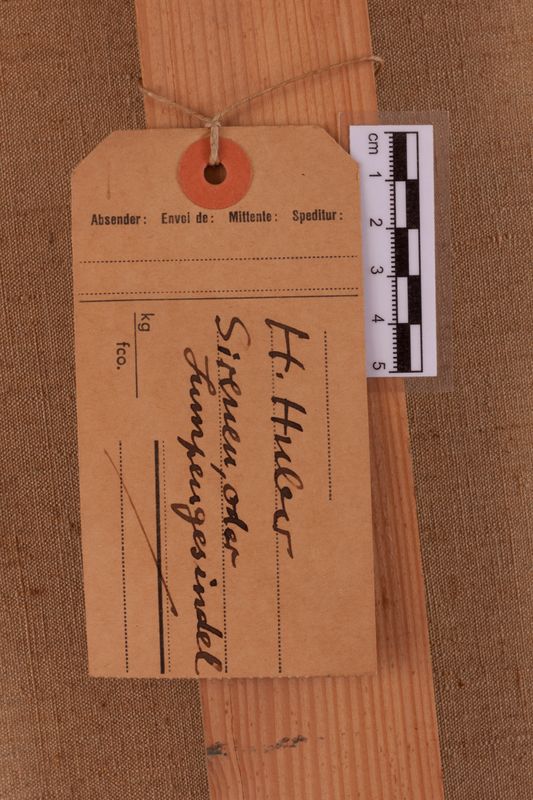 Absender: Envoi de: Mittente: Speditur:
H. Huber
Sirenen, oder
Lumpengesindel
kg
fco.
cm 1 2 3 4 5